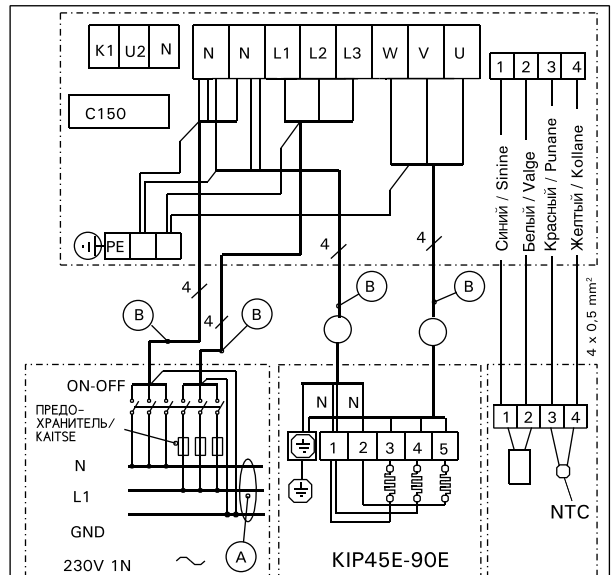 K1 U2 N
N N L1 L2 L3 W V U
1 2 3 4
C150
Синий / Sinine
Белый / Valge
Красный / Punane
Желтый / Kollane
PE
4
4
4
4
B
B
B
B
4 x 0,5 mm²
ON-OFF
ПРЕДО-
ХРАНИТЕЛЬ/
KAITSE
N
L1
GND
230V 1N
A
N N
1 2 3 4 5
KIP45E-90E
1 2 3 4
NTC